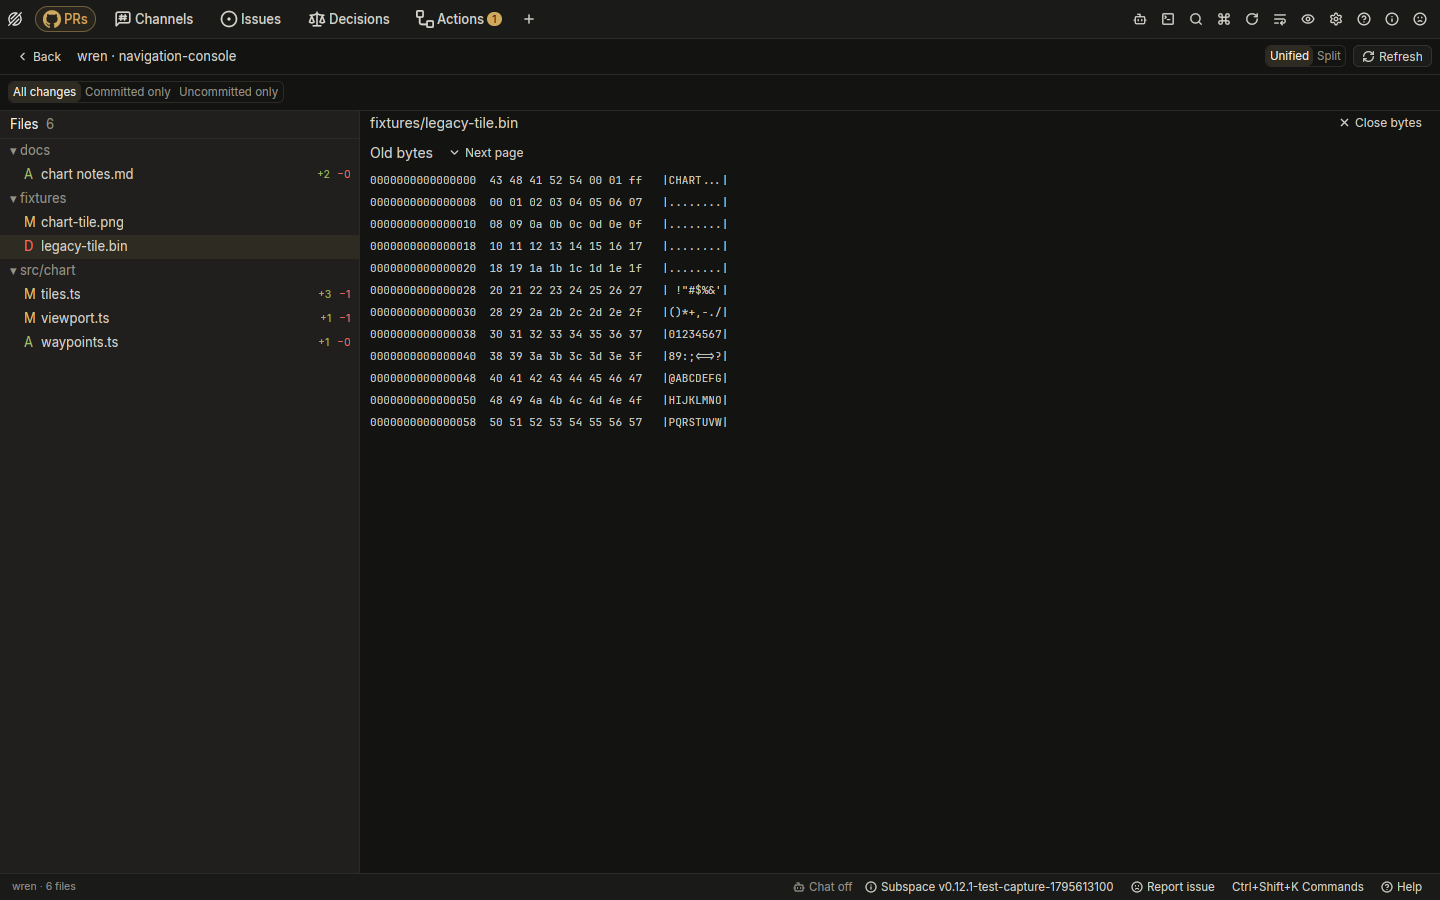 PRs Channels Issues Decisions Actions 1
Back wren · navigation-console Unified Split Refresh
All changes Committed only Uncommitted only
Files 6
▾ docs
A chart notes.md +2 −0
▾ fixtures
M chart-tile.png
D legacy-tile.bin
▾ src/chart
M tiles.ts +3 −1
M viewport.ts +1 −1
A waypoints.ts +1 −0
fixtures/legacy-tile.bin Close bytes
Old bytes Next page
0000000000000000 43 48 41 52 54 00 01 ff |CHART...|
0000000000000008 00 01 02 03 04 05 06 07 |........|
0000000000000010 08 09 0a 0b 0c 0d 0e 0f |........|
0000000000000018 10 11 12 13 14 15 16 17 |........|
0000000000000020 18 19 1a 1b 1c 1d 1e 1f |........|
0000000000000028 20 21 22 23 24 25 26 27 | !"#$%&'|
0000000000000030 28 29 2a 2b 2c 2d 2e 2f |()*+,-./|
0000000000000038 30 31 32 33 34 35 36 37 |01234567|
0000000000000040 38 39 3a 3b 3c 3d 3e 3f |89:;<=>?|
0000000000000048 40 41 42 43 44 45 46 47 |@ABCDEFG|
0000000000000050 48 49 4a 4b 4c 4d 4e 4f |HIJKLMNO|
0000000000000058 50 51 52 53 54 55 56 57 |PQRSTUVW|
wren · 6 files Chat off Subspace v0.12.1-test-capture-1795613100 Report issue Ctrl+Shift+K Commands Help